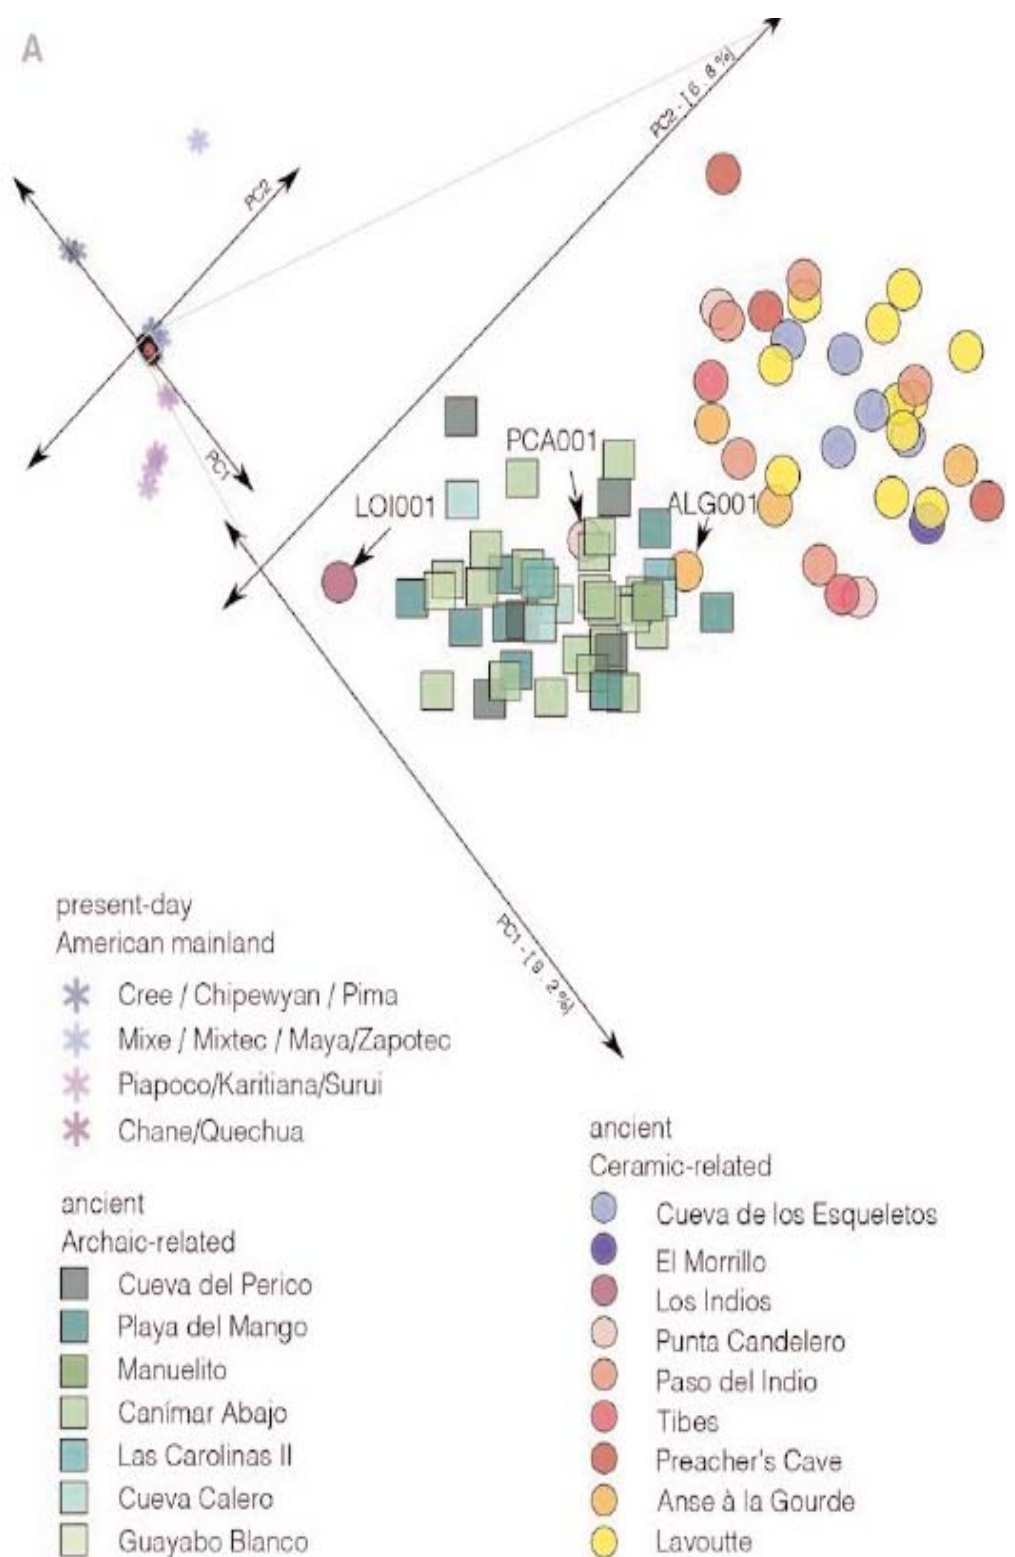 A
PC2 - [6.8%]
PC2
PC1
PCA001
LOI001
ALG001
PC1 - [9.2%]
present-day
American mainland
Cree / Chipewyan / Pima
Mixe / Mixtec / Maya/Zapotec
Piapoco/Karitiana/Surui
Chane/Quechua
ancient
Archaic-related
Cueva del Perico
Playa del Mango
Manuelito
Canímar Abajo
Las Carolinas II
Cueva Calero
Guayabo Blanco
ancient
Ceramic-related
Cueva de los Esqueletos
El Morrillo
Los Indios
Punta Candelero
Paso del Indio
Tibes
Preacher's Cave
Anse à la Gourde
Lavoutte